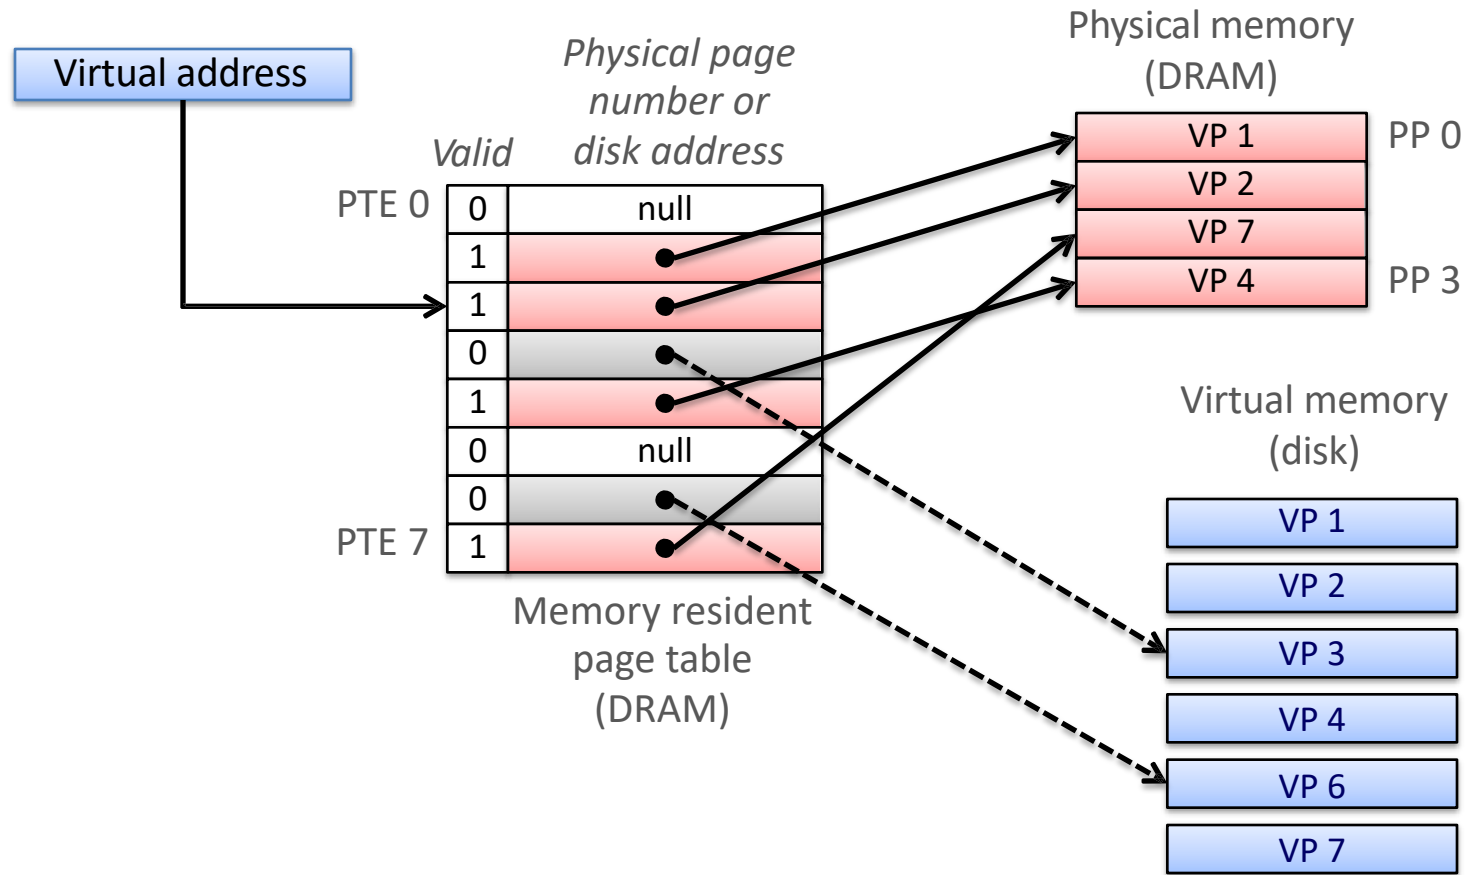 Virtual address
Physical page
number or
disk address
Valid
PTE 0
0 null
1
1
0
1
0 null
0
PTE 7
1
Memory resident
page table
(DRAM)
Physical memory
(DRAM)
VP 1 PP 0
VP 2
VP 7
VP 4 PP 3
Virtual memory
(disk)
VP 1
VP 2
VP 3
VP 4
VP 6
VP 7